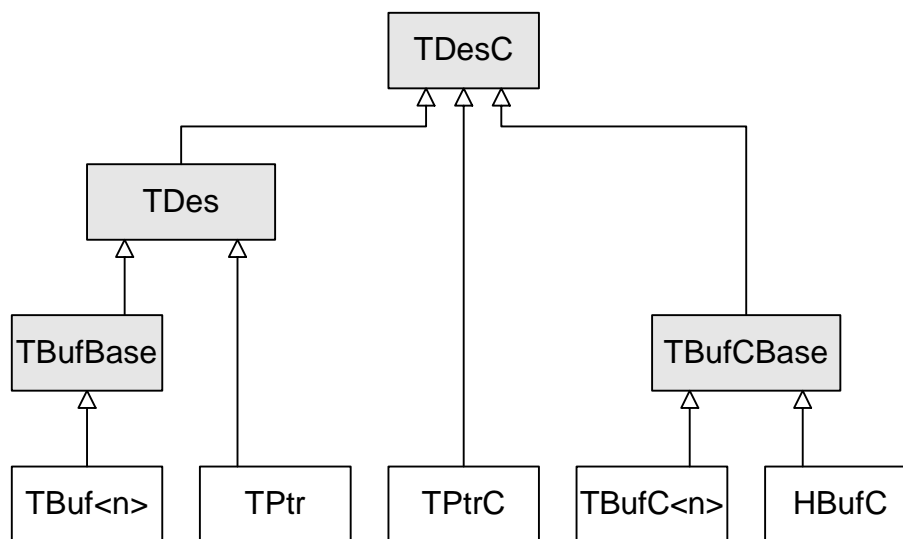 TDesC
TDes
TBufBase
TBufCBase
TBuf<n>
TPtr
TPtrC
TBufC<n>
HBufC